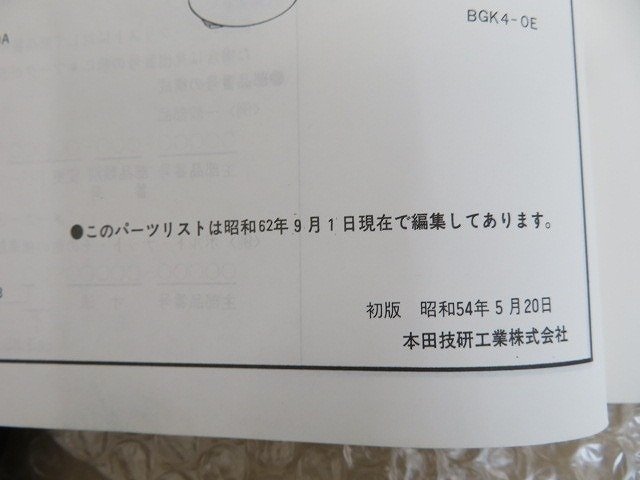 BGK4-0E
●このパーツリストは昭和62年9月1日現在で編集してあります。
初版 昭和54年5月20日
本田技研工業株式会社